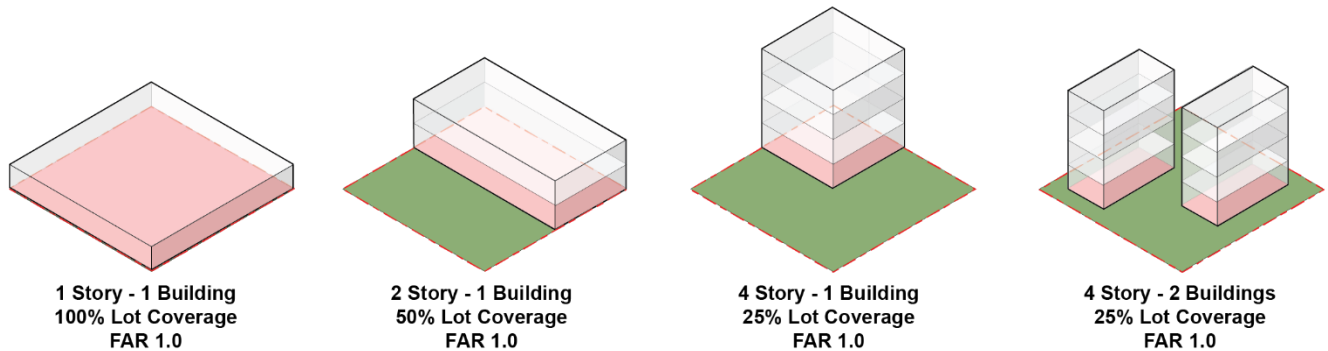 1 Story - 1 Building
100% Lot Coverage
FAR 1.0
2 Story - 1 Building
50% Lot Coverage
FAR 1.0
4 Story - 1 Building
25% Lot Coverage
FAR 1.0
4 Story - 2 Buildings
25% Lot Coverage
FAR 1.0